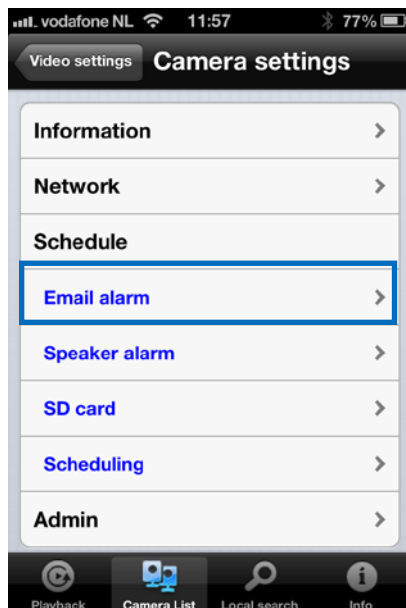 vodafone NL 11:57 77%
Video settings Camera settings
Information
Network
Schedule
Email alarm
Speaker alarm
SD card
Scheduling
Admin
Playback Camera List Local search Info